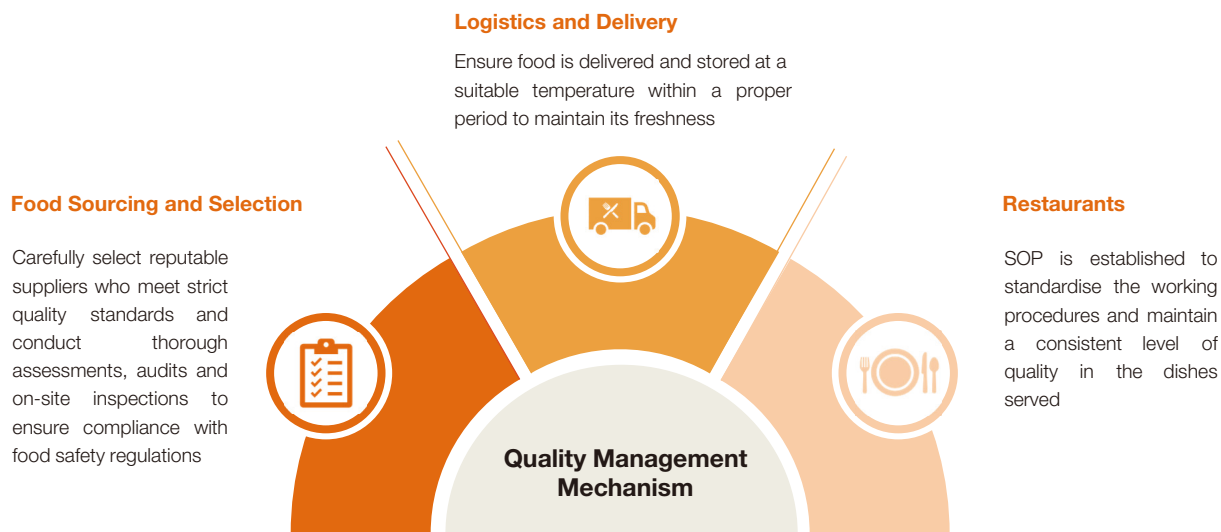 Logistics and Delivery
Ensure food is delivered and stored at a
suitable temperature within a proper
period to maintain its freshness
Food Sourcing and Selection
Carefully select reputable
suppliers who meet strict
quality standards and
conduct thorough
assessments, audits and
on-site inspections to
ensure compliance with
food safety regulations
Restaurants
SOP is established to
standardise the working
procedures and maintain
a consistent level of
quality in the dishes
served
Quality Management
Mechanism